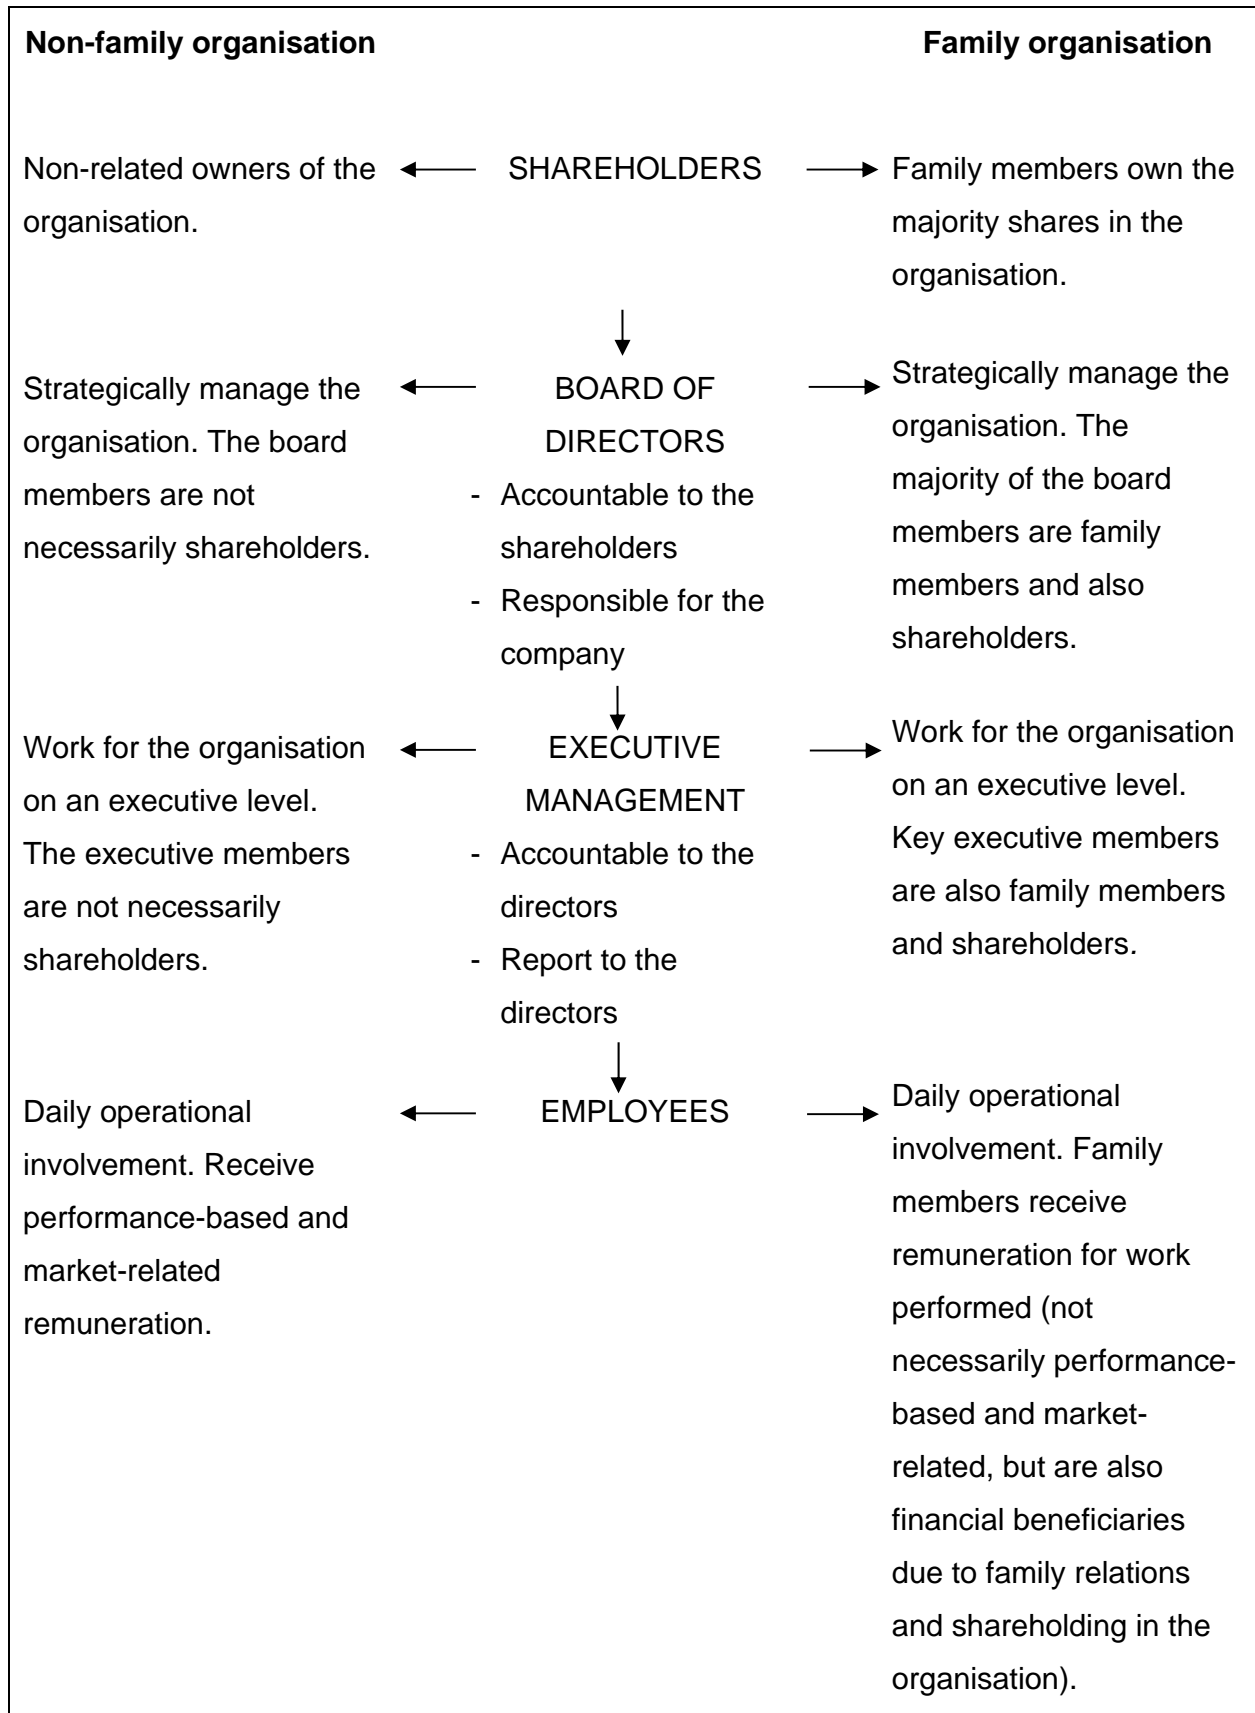 Non-family organisation
Family organisation
Non-related owners of the
organisation.
SHAREHOLDERS
Family members own the
majority shares in the
organisation.
Strategically manage the
organisation. The board
members are not
necessarily shareholders.
BOARD OF
DIRECTORS
- Accountable to the
shareholders
- Responsible for the
company
Strategically manage the
organisation. The
majority of the board
members are family
members and also
shareholders.
Work for the organisation
on an executive level.
The executive members
are not necessarily
shareholders.
EXECUTIVE
MANAGEMENT
- Accountable to the
directors
- Report to the
directors
Work for the organisation
on an executive level.
Key executive members
are also family members
and shareholders.
Daily operational
involvement. Receive
performance-based and
market-related
remuneration.
EMPLOYEES
Daily operational
involvement. Family
members receive
remuneration for work
performed (not
necessarily performance-
based and market-
related, but are also
financial beneficiaries
due to family relations
and shareholding in the
organisation).